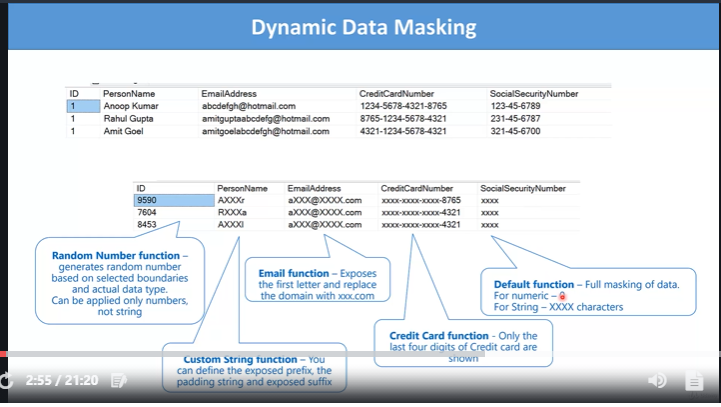 Dynamic Data Masking
ID PersonName EmailAddress CreditCardNumber SocialSecurityNumber
1 Anoop Kumar abcdefgh@hotmail.com 1234-5678-4321-8765 123-45-6789
1 Rahul Gupta amitguptaabcdefg@hotmail.com 8765-1234-5678-4321 231-45-6787
1 Amit Goel amitgoelabcdefgh@hotmail.com 4321-1234-5678-4321 321-45-6700
ID PersonName EmailAddress CreditCardNumber SocialSecurityNumber
9590 AXXXr aXXX@XXXX.com xxxx-xxxx-xxxx-8765 xxxx
7604 RXXXa aXXX@XXXX.com xxxx-xxxx-xxxx-4321 xxxx
8453 AXXXl aXXX@XXXX.com xxxx-xxxx-xxxx-4321 xxxx
Random Number function –
generates random number
based on selected boundaries
and actual data type.
Can be applied only numbers,
not string
Email function – Exposes
the first letter and replace
the domain with xxx.com
Default function – Full masking of data.
For numeric –
For String – XXXX characters
Credit Card function - Only the
last four digits of Credit card are
shown
Custom String function – You
can define the exposed prefix, the
padding string and exposed suffix
2:55 / 21:20